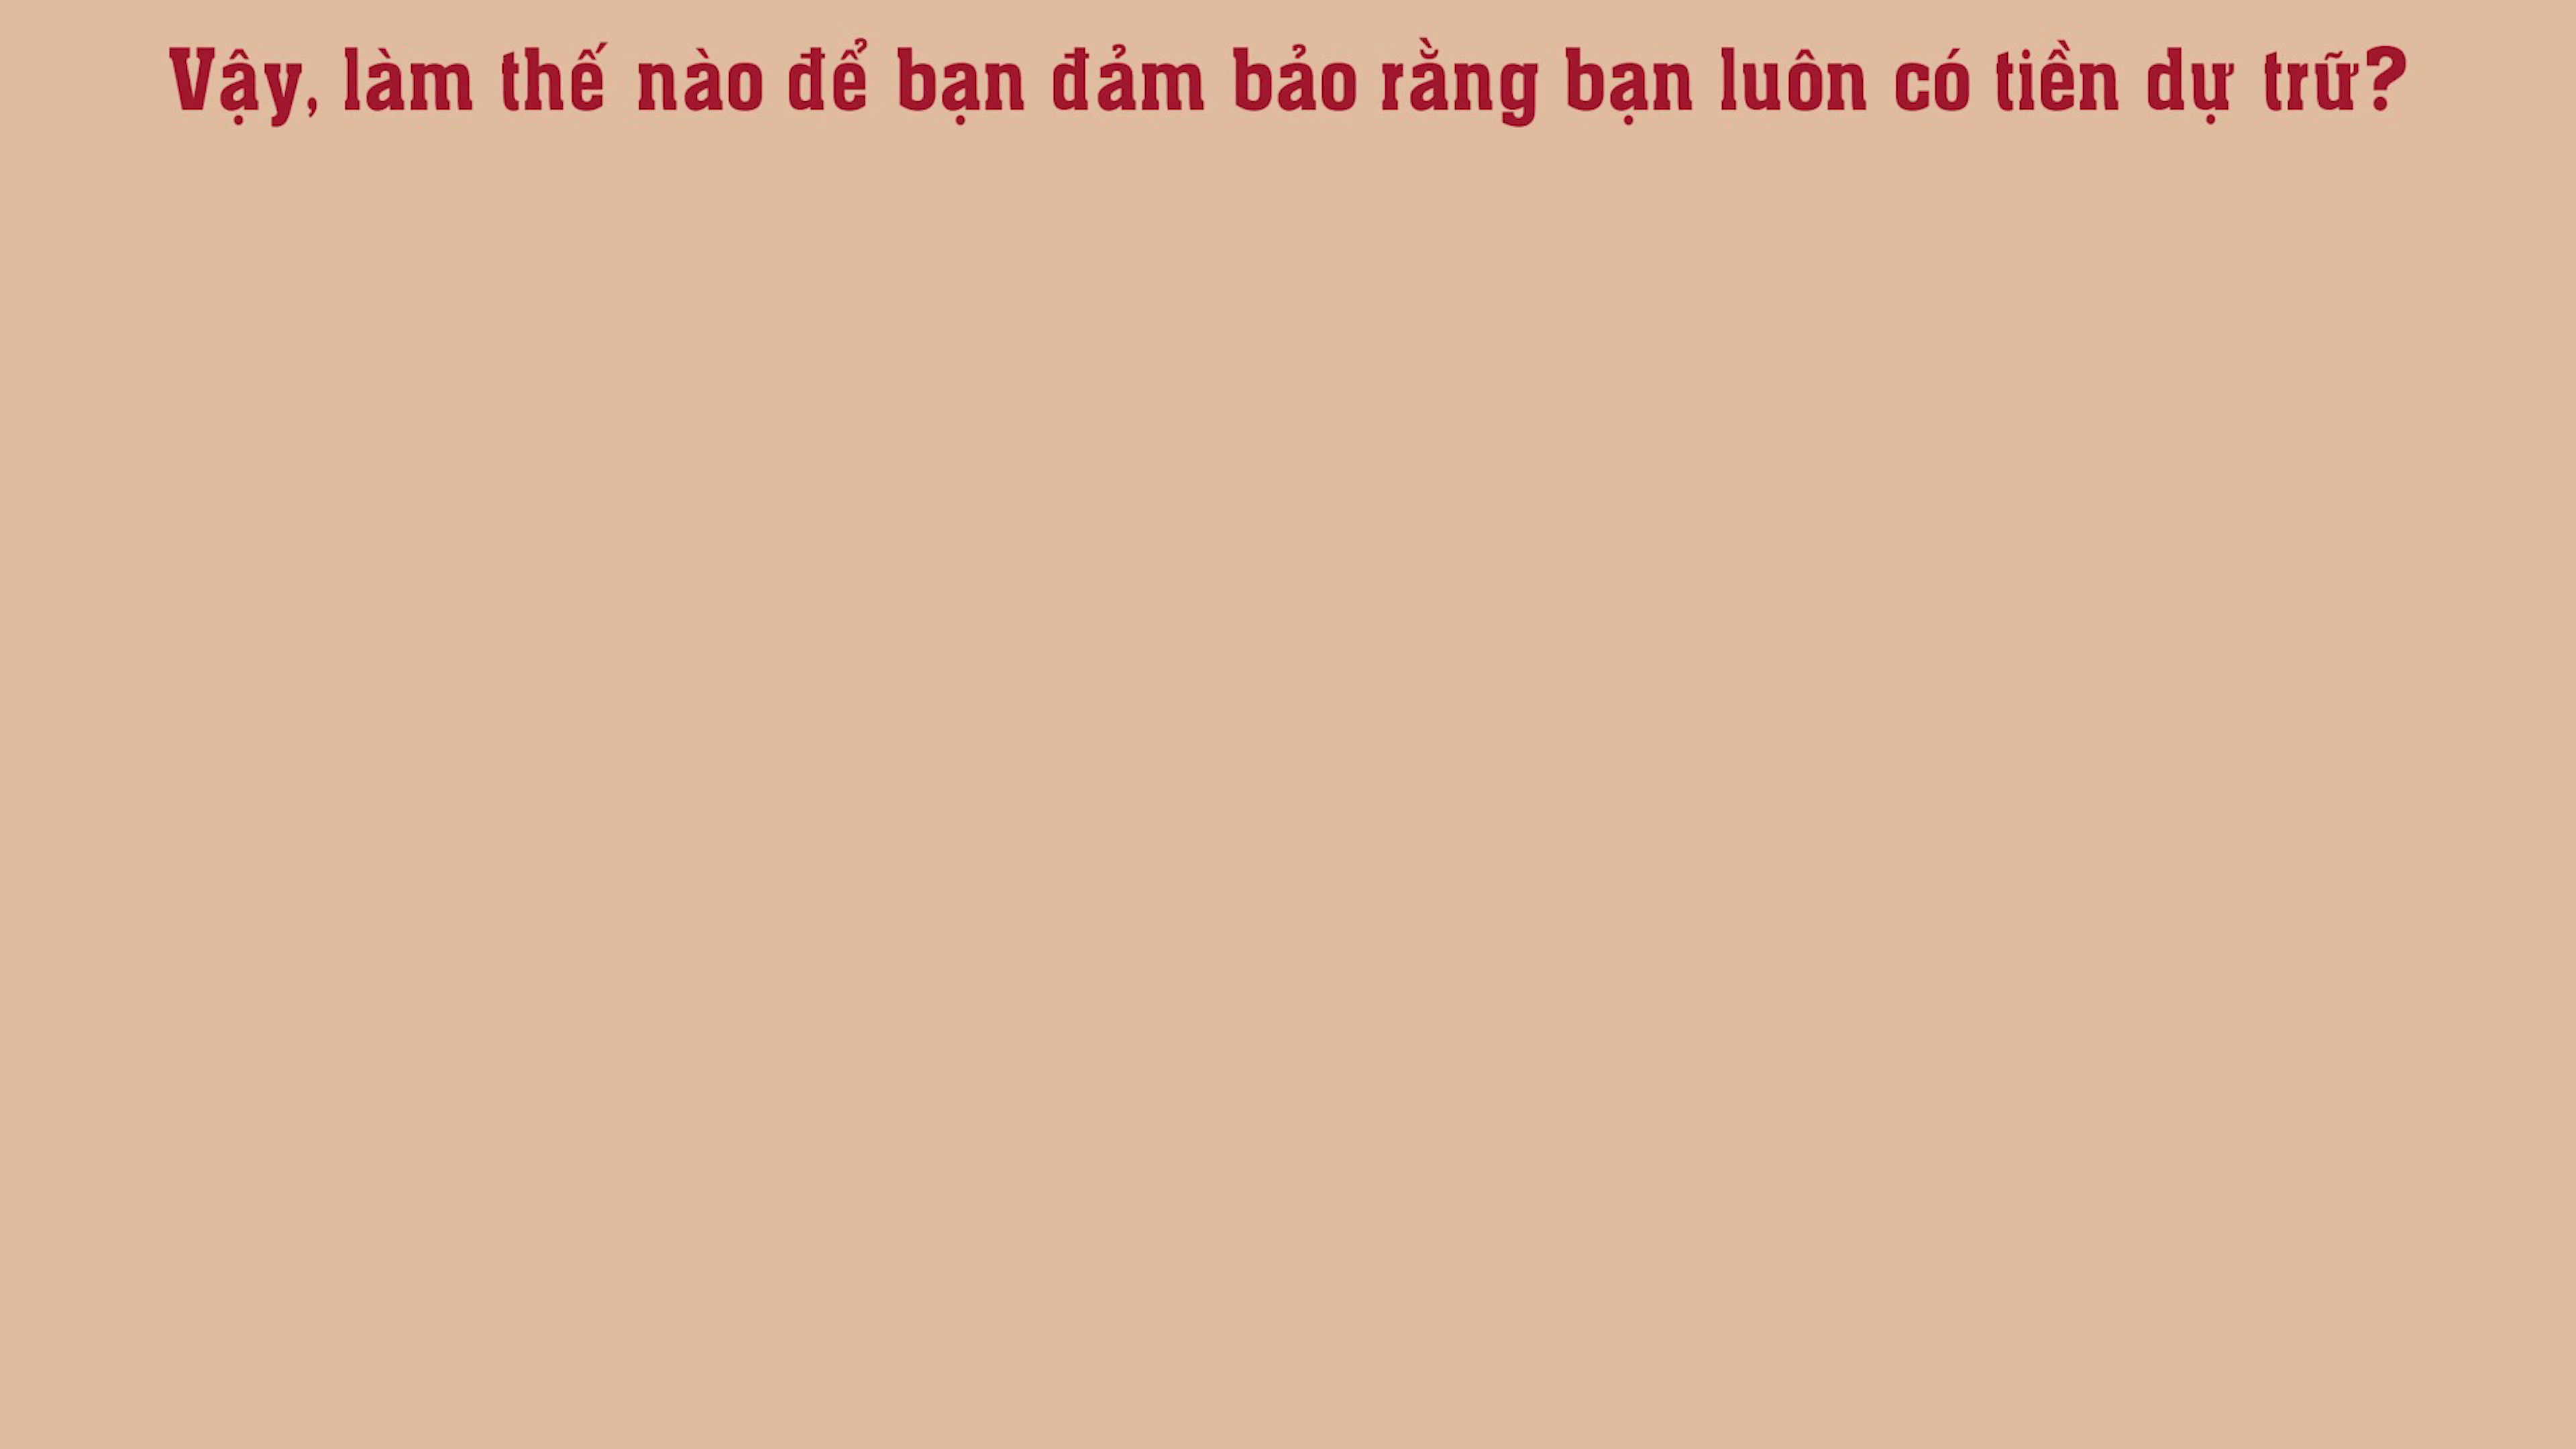 Vậy, làm thế nào để bạn đảm bảo rằng bạn luôn có tiền dự trữ?